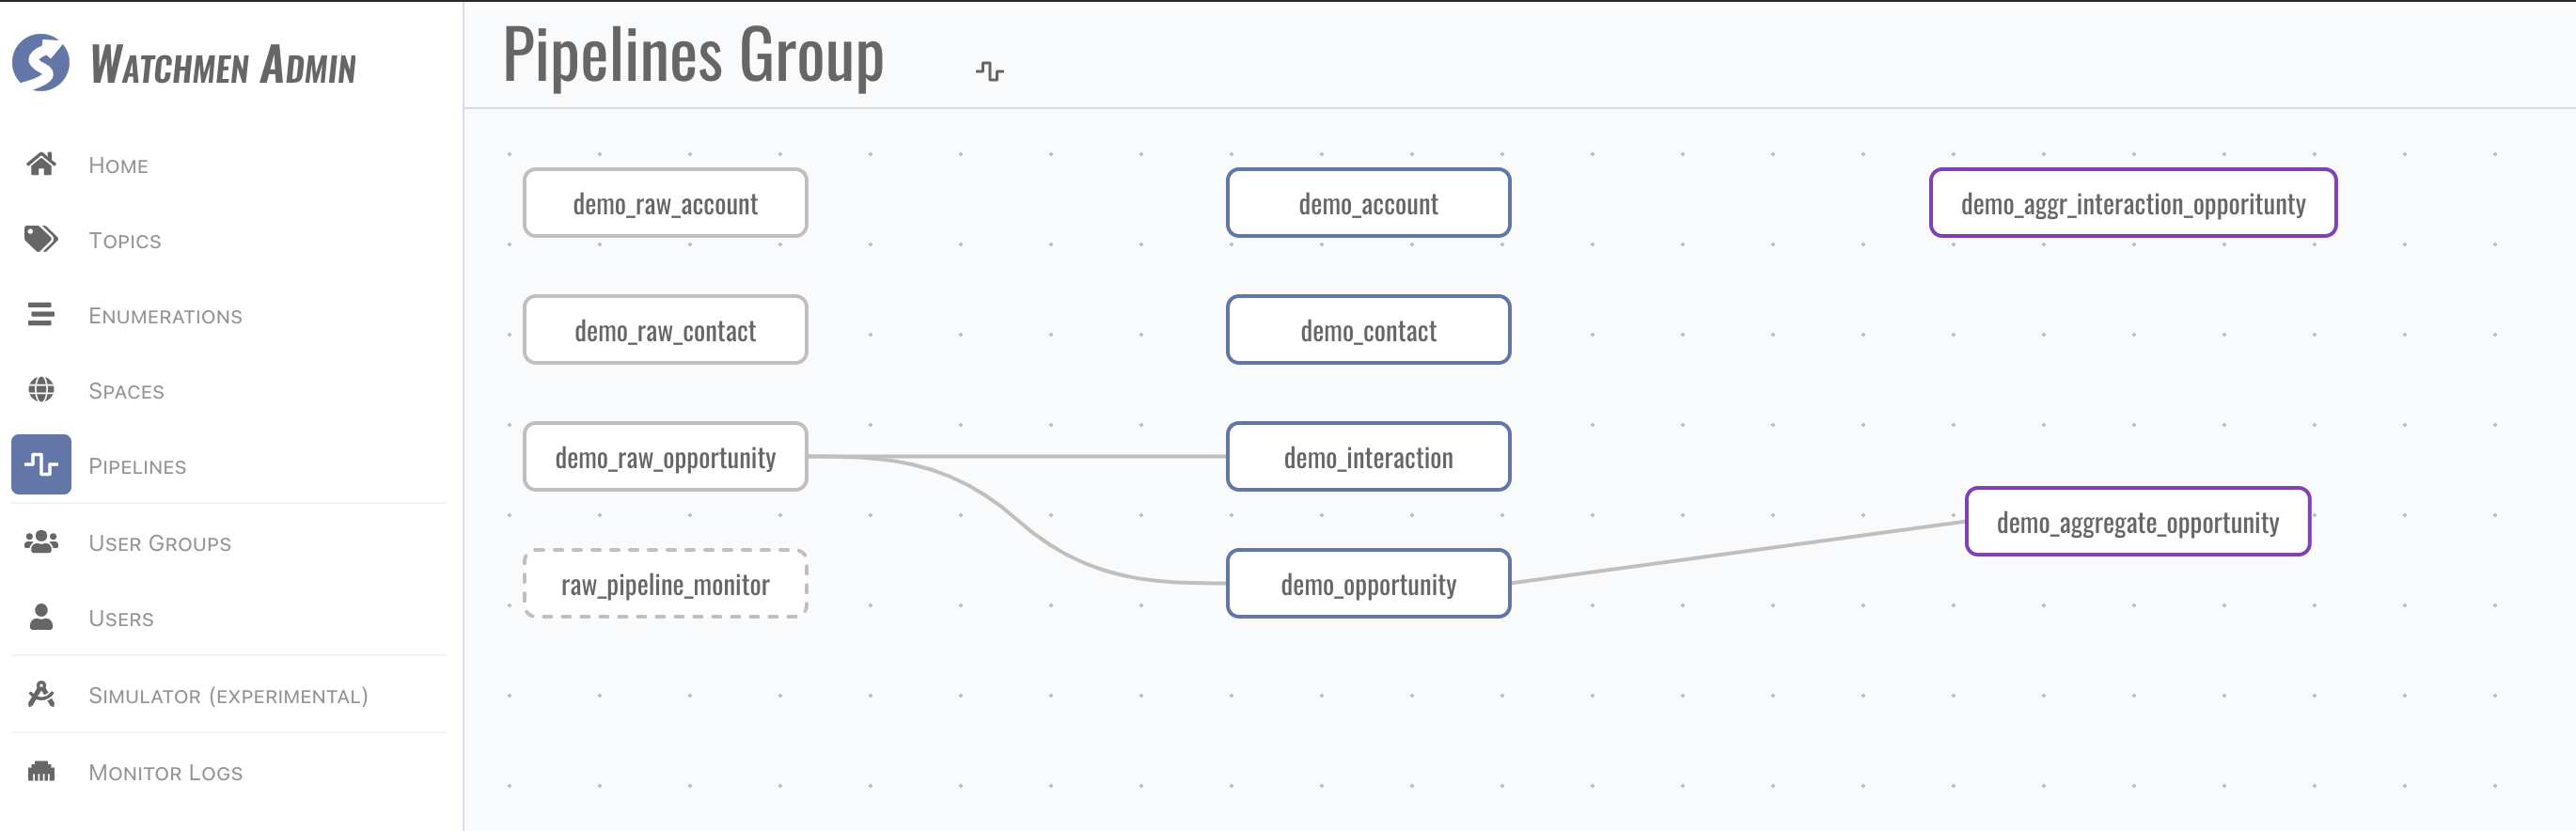 WATCHMEN ADMIN
HOME
TOPICS
ENUMERATIONS
SPACES
PIPELINES
USER GROUPS
USERS
SIMULATOR (EXPERIMENTAL)
MONITOR LOGS
Pipelines Group
demo_raw_account
demo_account
demo_aggr_interaction_opporitunty
demo_raw_contact
demo_contact
demo_raw_opportunity
demo_interaction
demo_aggregate_opportunity
raw_pipeline_monitor
demo_opportunity